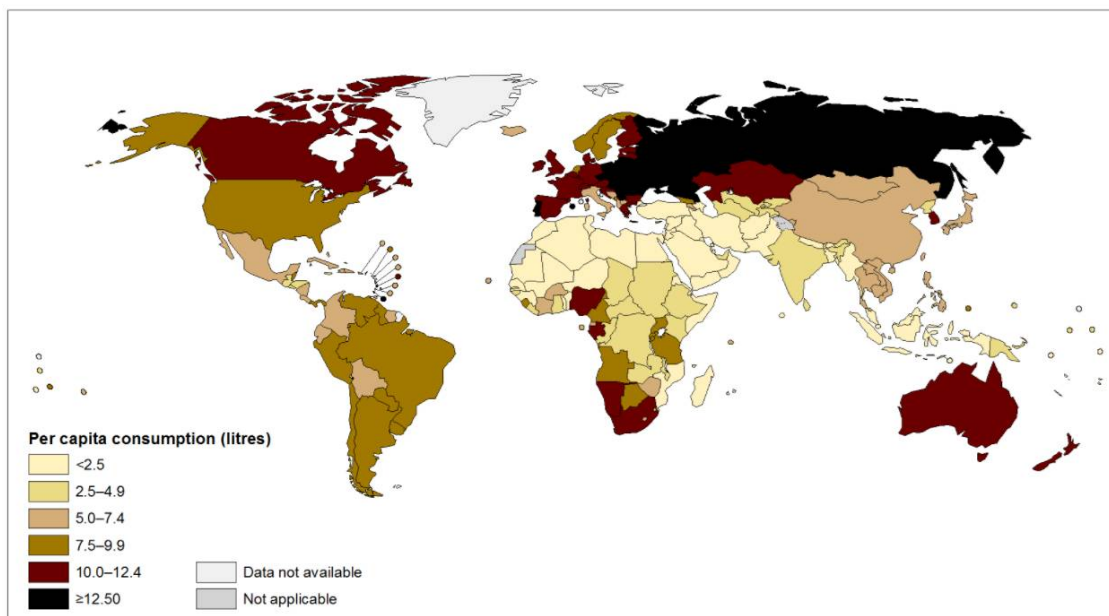 Per capita consumption (litres)
<2.5
2.5–4.9
5.0–7.4
7.5–9.9
10.0–12.4
≥12.50
Data not available
Not applicable